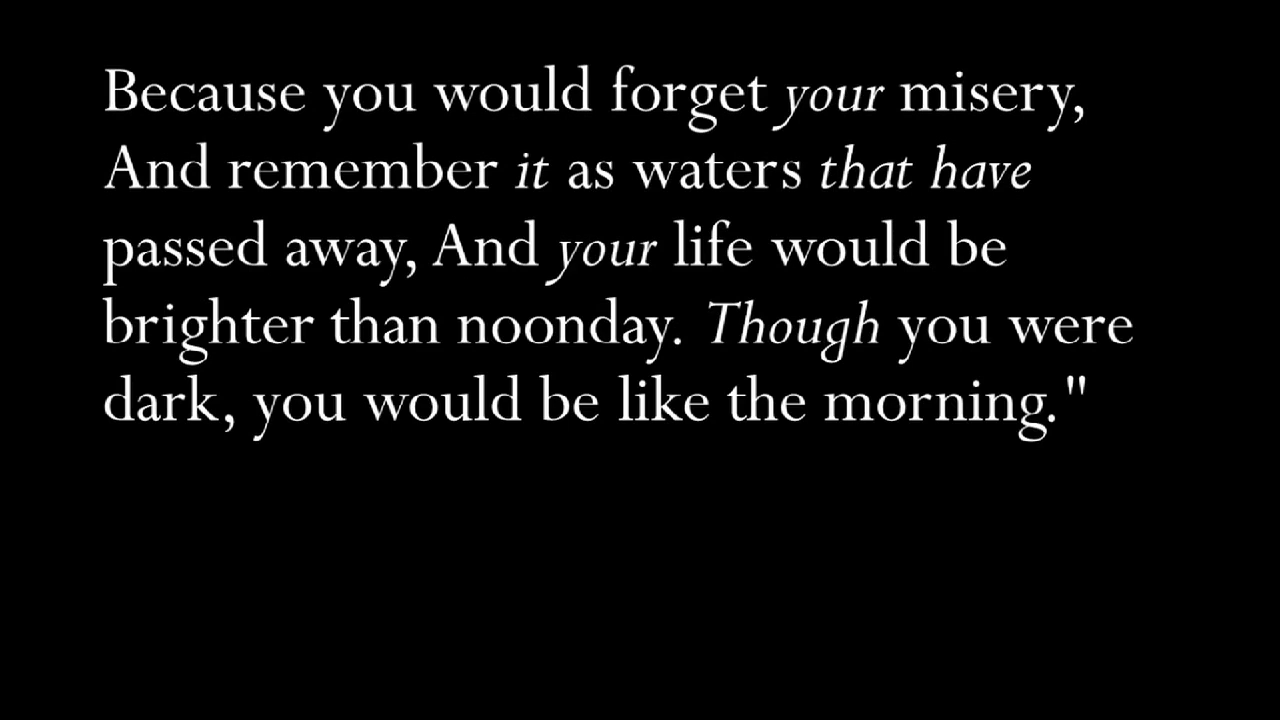 Because you would forget your misery,
And remember it as waters that have
passed away, And your life would be
brighter than noonday. Though you were
dark, you would be like the morning."